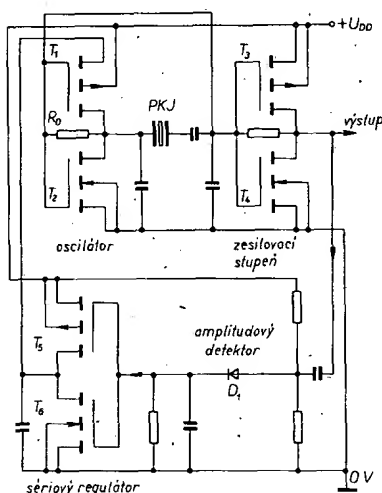 +U_DD
T1
T3
R0
PKJ
výstup
T2
T4
oscilátor
zesilovací
stupeň
amplitudový
detektor
T5
D1
T6
sériový regulátor
0 V